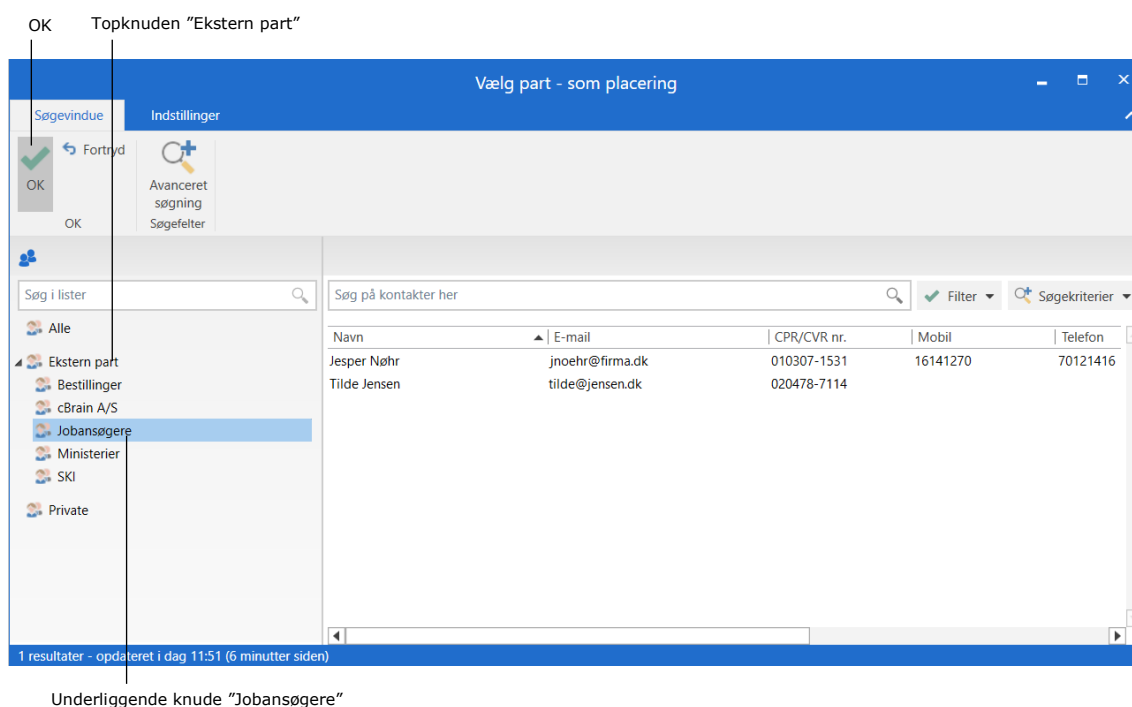 OK Topknuden ”Ekstern part”
Vælg part - som placering
Søgevindue Indstillinger
Fortryd
OK
Avanceret
søgning
OK Søgefelter
Søg i lister
Søg på kontakter her
Filter
Søgekriterier
Alle
Ekstern part
Bestillinger
cBrain A/S
Jobansøgere
Ministerier
SKI
Private
Navn E-mail CPR/CVR nr. Mobil Telefon
Jesper Nøhr jnoehr@firma.dk 010307-1531 16141270 70121416
Tilde Jensen tilde@jensen.dk 020478-7114
1 resultater - opdateret i dag 11:51 (6 minutter siden)
Underliggende knude ”Jobansøgere”